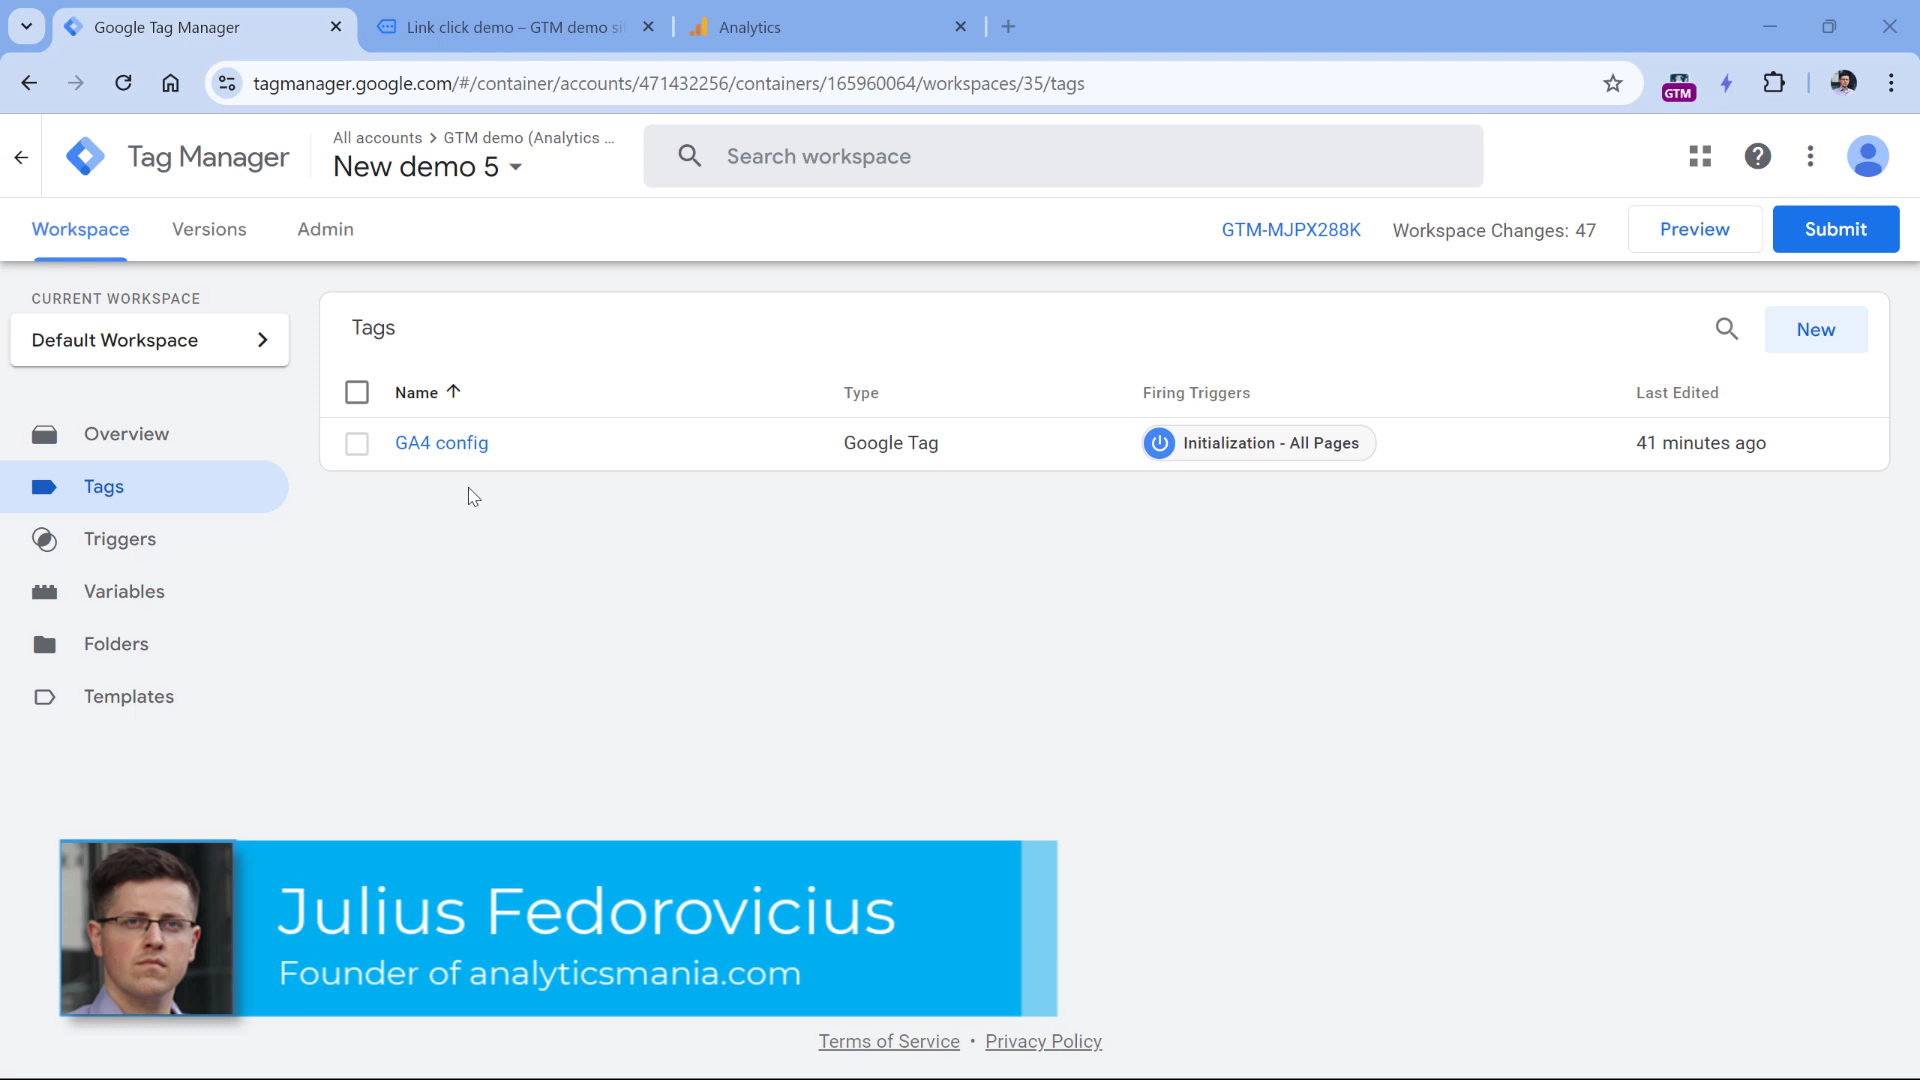 Google Tag Manager
Link click demo – GTM demo si
Analytics
tagmanager.google.com/#/container/accounts/471432256/containers/165960064/workspaces/35/tags
GTM
Tag Manager
All accounts > GTM demo (Analytics ...
New demo 5
Search workspace
Workspace
Versions
Admin
GTM-MJPX288K
Workspace Changes: 47
Preview
Submit
CURRENT WORKSPACE
Default Workspace
Overview
Tags
Triggers
Variables
Folders
Templates
Tags
New
Name
Type
Firing Triggers
Last Edited
GA4 config
Google Tag
Initialization - All Pages
41 minutes ago
Julius Fedorovicius
Founder of analyticsmania.com
Terms of Service • Privacy Policy